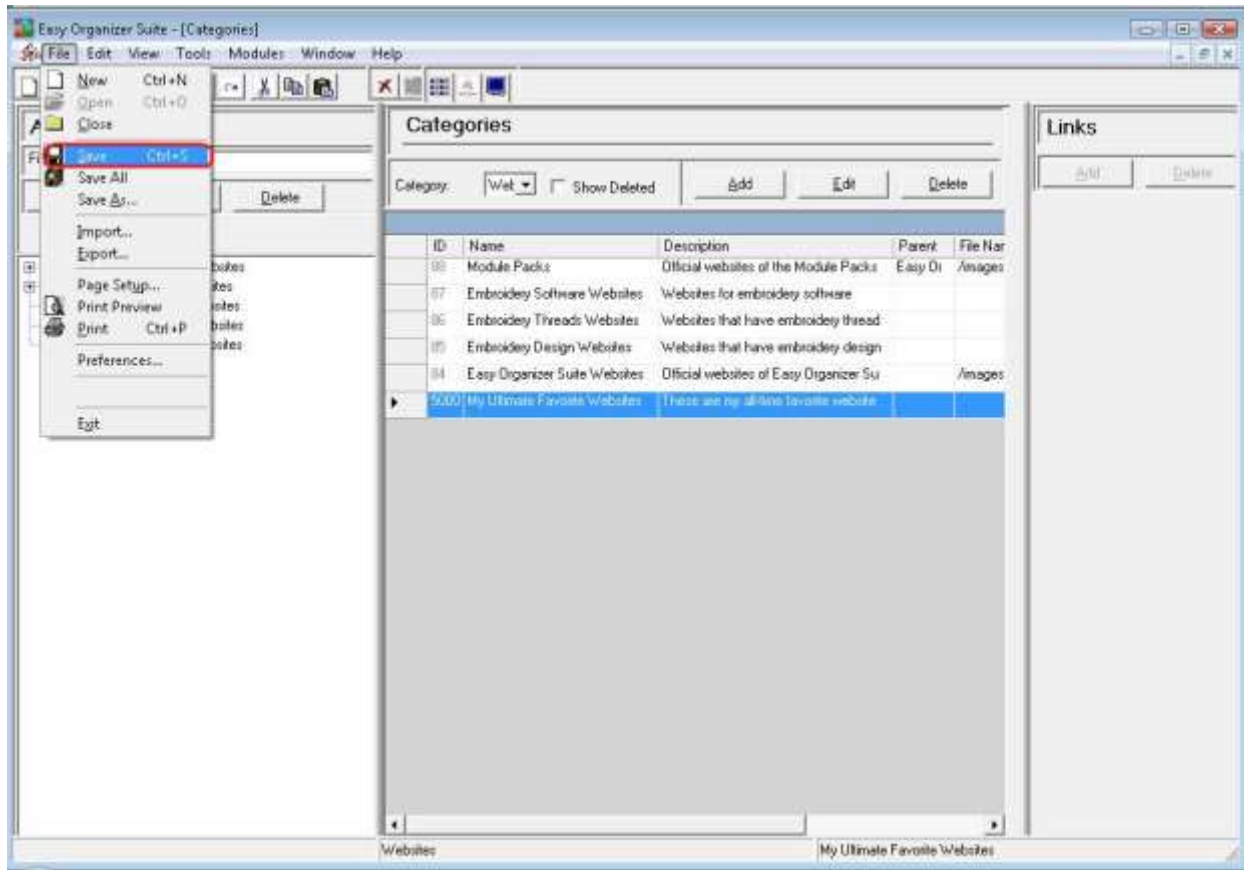 Easy Organizer Suite - [Categories]
File Edit View Tools Modules Window Help
New Ctrl+N
Open Ctrl+O
Close
Save Ctrl+S
Save All
Save As...
Import...
Export...
Page Setup...
Print Preview
Print Ctrl+P
Preferences...
Exit
Delete
Categories
Category: Show Deleted Add Edit Delete
ID Name Description Parent File Nar
88 Module Packs Official websites of the Module Packs Easy Or /images
87 Embroidery Software Websites Websites for embroidery software
86 Embroidery Threads Websites Websites that have embroidery thread
85 Embroidery Design Websites Websites that have embroidery design
84 Easy Organizer Suite Websites Official websites of Easy Organizer Su /images
5000 My Ultimate Favorite Websites These are my all-time favorite website
Links
Add Delete
Websites My Ultimate Favorite Websites